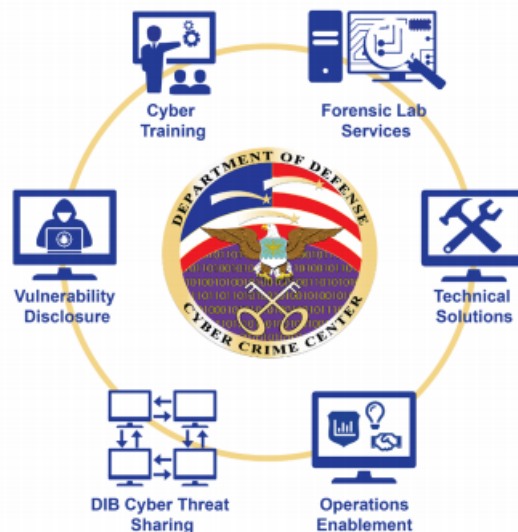 Cyber
Training
Forensic Lab
Services
DEPARTMENT OF DEFENSE
CYBER CRIME CENTER
Vulnerability
Disclosure
Technical
Solutions
DIB Cyber Threat
Sharing
Operations
Enablement